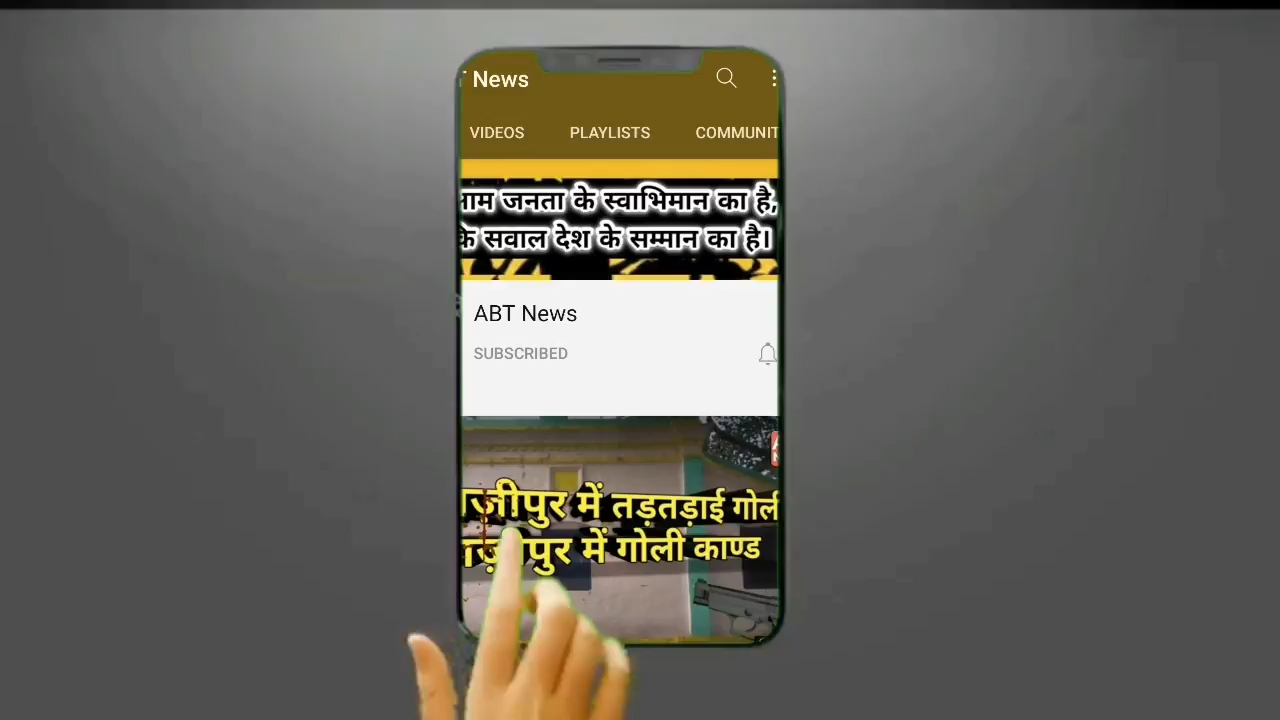 News
VIDEOS PLAYLISTS COMMUNIT
जनता के स्वाभिमान का है,
सवाल देश के सम्मान का है।
ABT News
SUBSCRIBED
में तड़तड़ाई
में गोली काण्ड